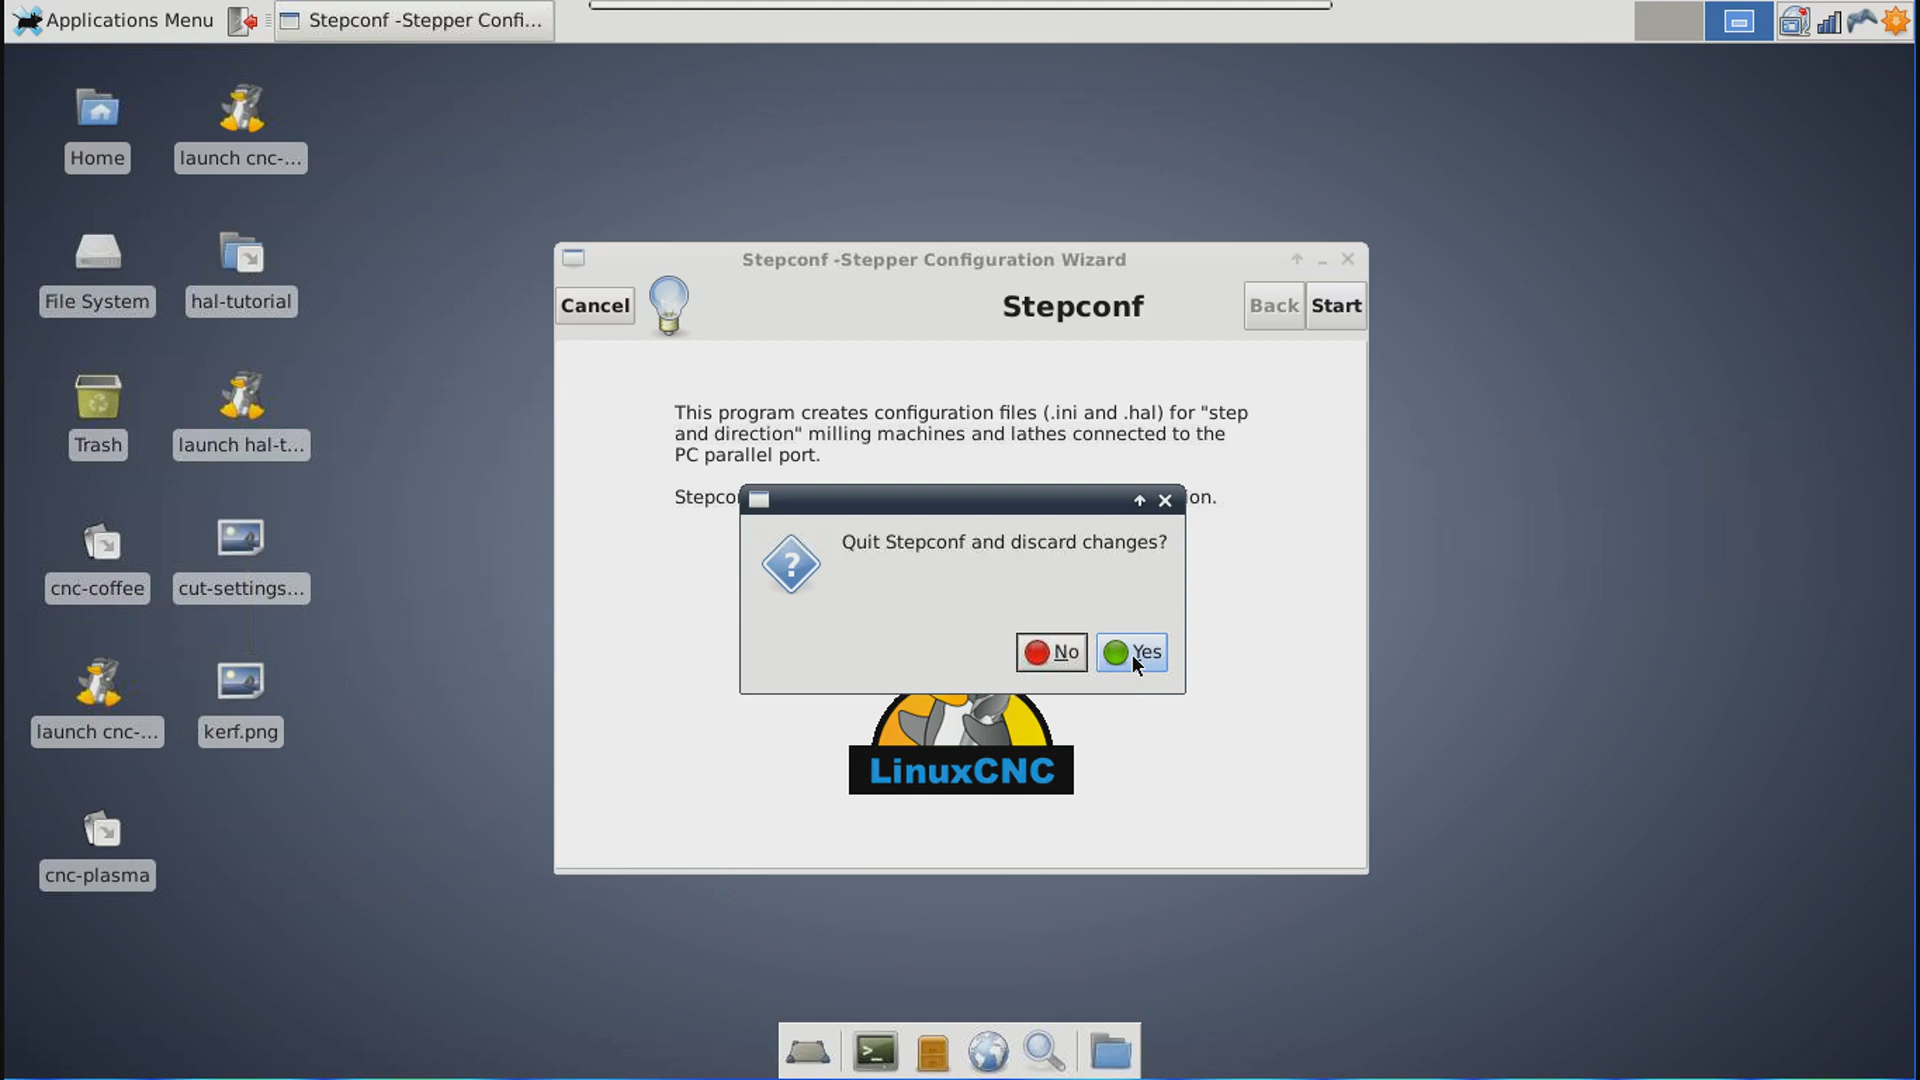 Applications Menu
Stepconf -Stepper Confi...
Home
launch cnc-...
File System
hal-tutorial
Trash
launch hal-t...
cnc-coffee
cut-settings...
launch cnc-...
kerf.png
cnc-plasma
Stepconf -Stepper Configuration Wizard
Cancel
Stepconf
Back
Start
This program creates configuration files (.ini and .hal) for "step
and direction" milling machines and lathes connected to the
PC parallel port.
on.
Quit Stepconf and discard changes?
No
Yes
LinuxCNC